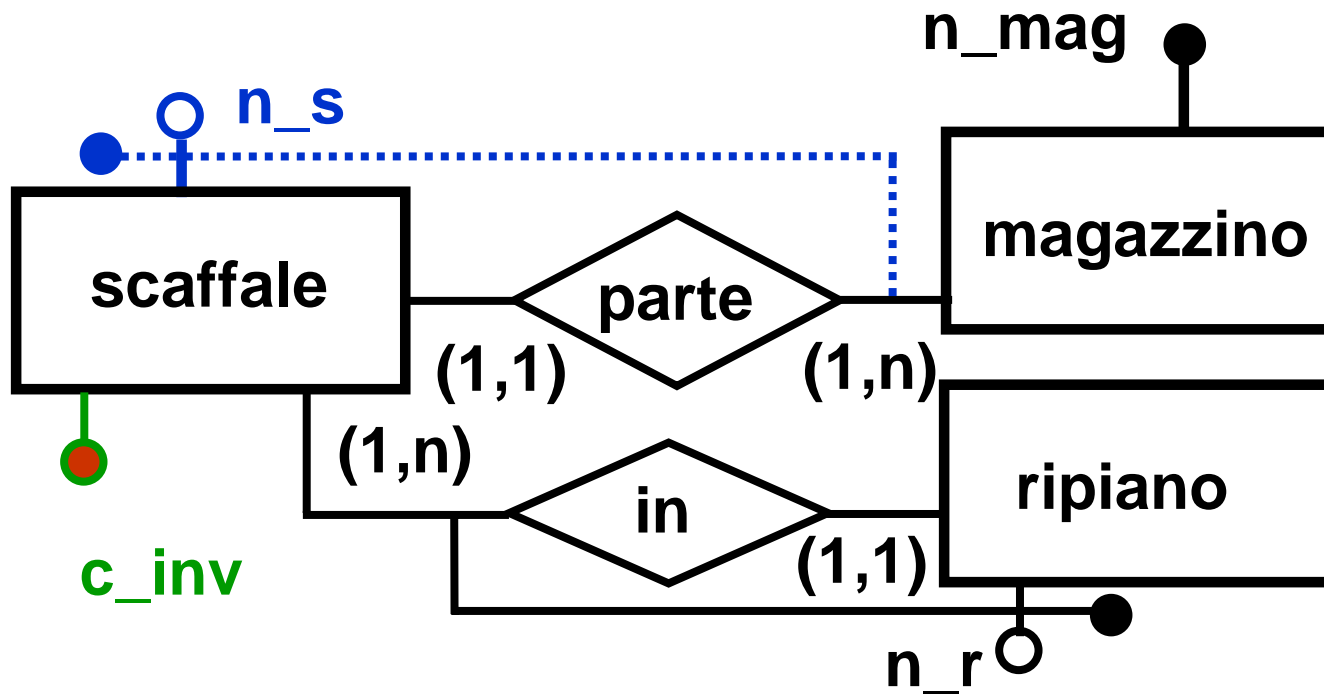 n_mag
n_s
magazzino
scaffale
parte
(1,1)
(1,n)
(1,n)
ripiano
in
(1,1)
c_inv
n_r